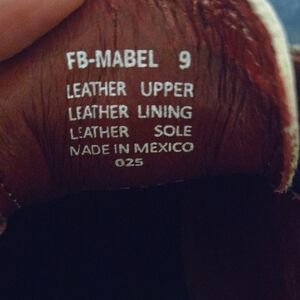 FB-MABEL 9
LEATHER UPPER
LEATHER LINING
LEATHER SOLE
MADE IN MEXICO
025